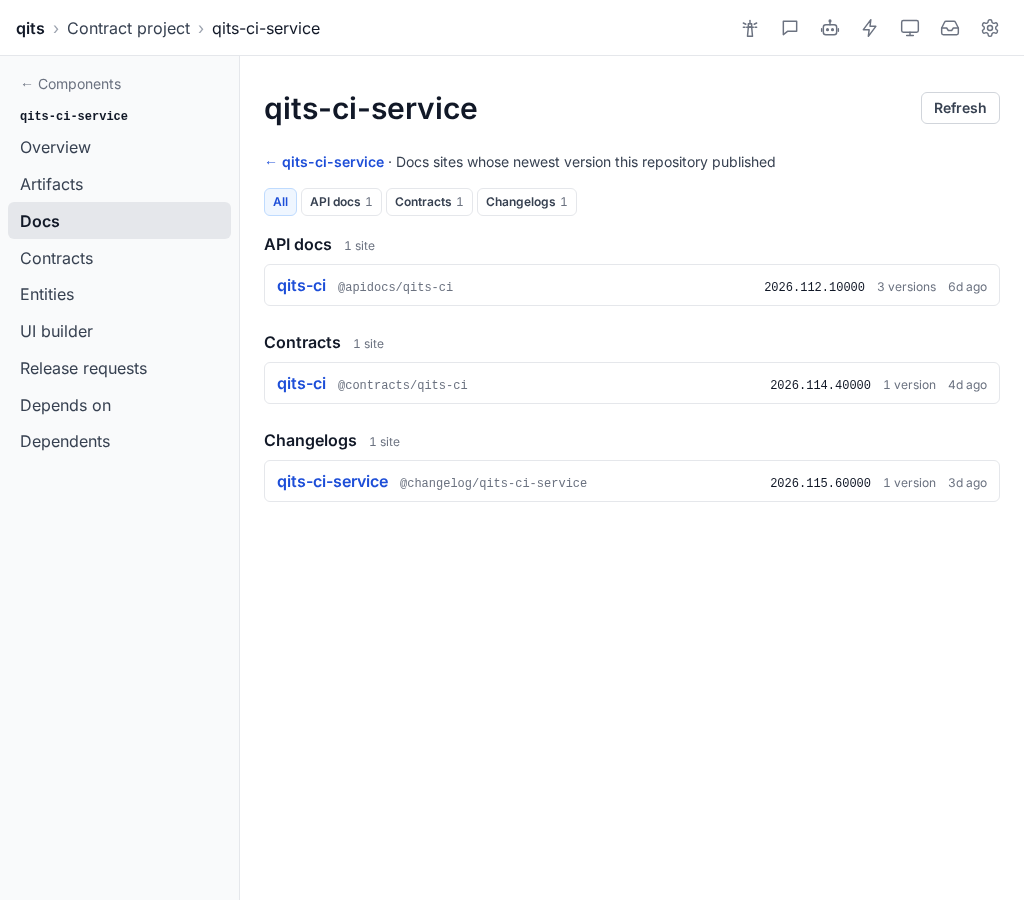 qits › Contract project › qits-ci-service
← Components
qits-ci-service
Overview
Artifacts
Docs
Contracts
Entities
UI builder
Release requests
Depends on
Dependents
qits-ci-service
Refresh
← qits-ci-service · Docs sites whose newest version this repository published
All
API docs 1
Contracts 1
Changelogs 1
API docs 1 site
qits-ci @apidocs/qits-ci 2026.112.10000 3 versions 6d ago
Contracts 1 site
qits-ci @contracts/qits-ci 2026.114.40000 1 version 4d ago
Changelogs 1 site
qits-ci-service @changelog/qits-ci-service 2026.115.60000 1 version 3d ago